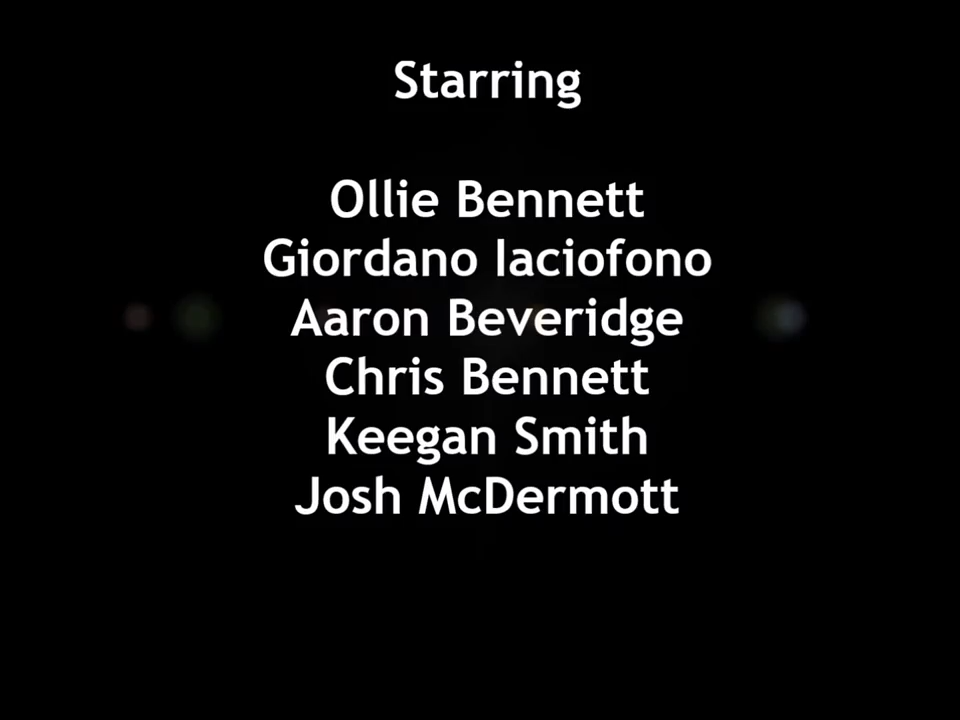 Starring
Ollie Bennett
Giordano Iaciofono
Aaron Beveridge
Chris Bennett
Keegan Smith
Josh McDermott